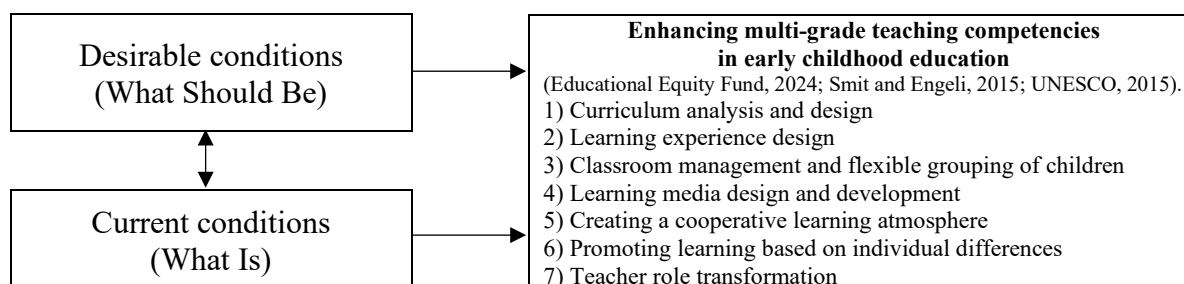 Desirable conditions
(What Should Be)
Current conditions
(What Is)
Enhancing multi-grade teaching competencies
in early childhood education
(Educational Equity Fund, 2024; Smit and Engeli, 2015; UNESCO, 2015).
1) Curriculum analysis and design
2) Learning experience design
3) Classroom management and flexible grouping of children
4) Learning media design and development
5) Creating a cooperative learning atmosphere
6) Promoting learning based on individual differences
7) Teacher role transformation